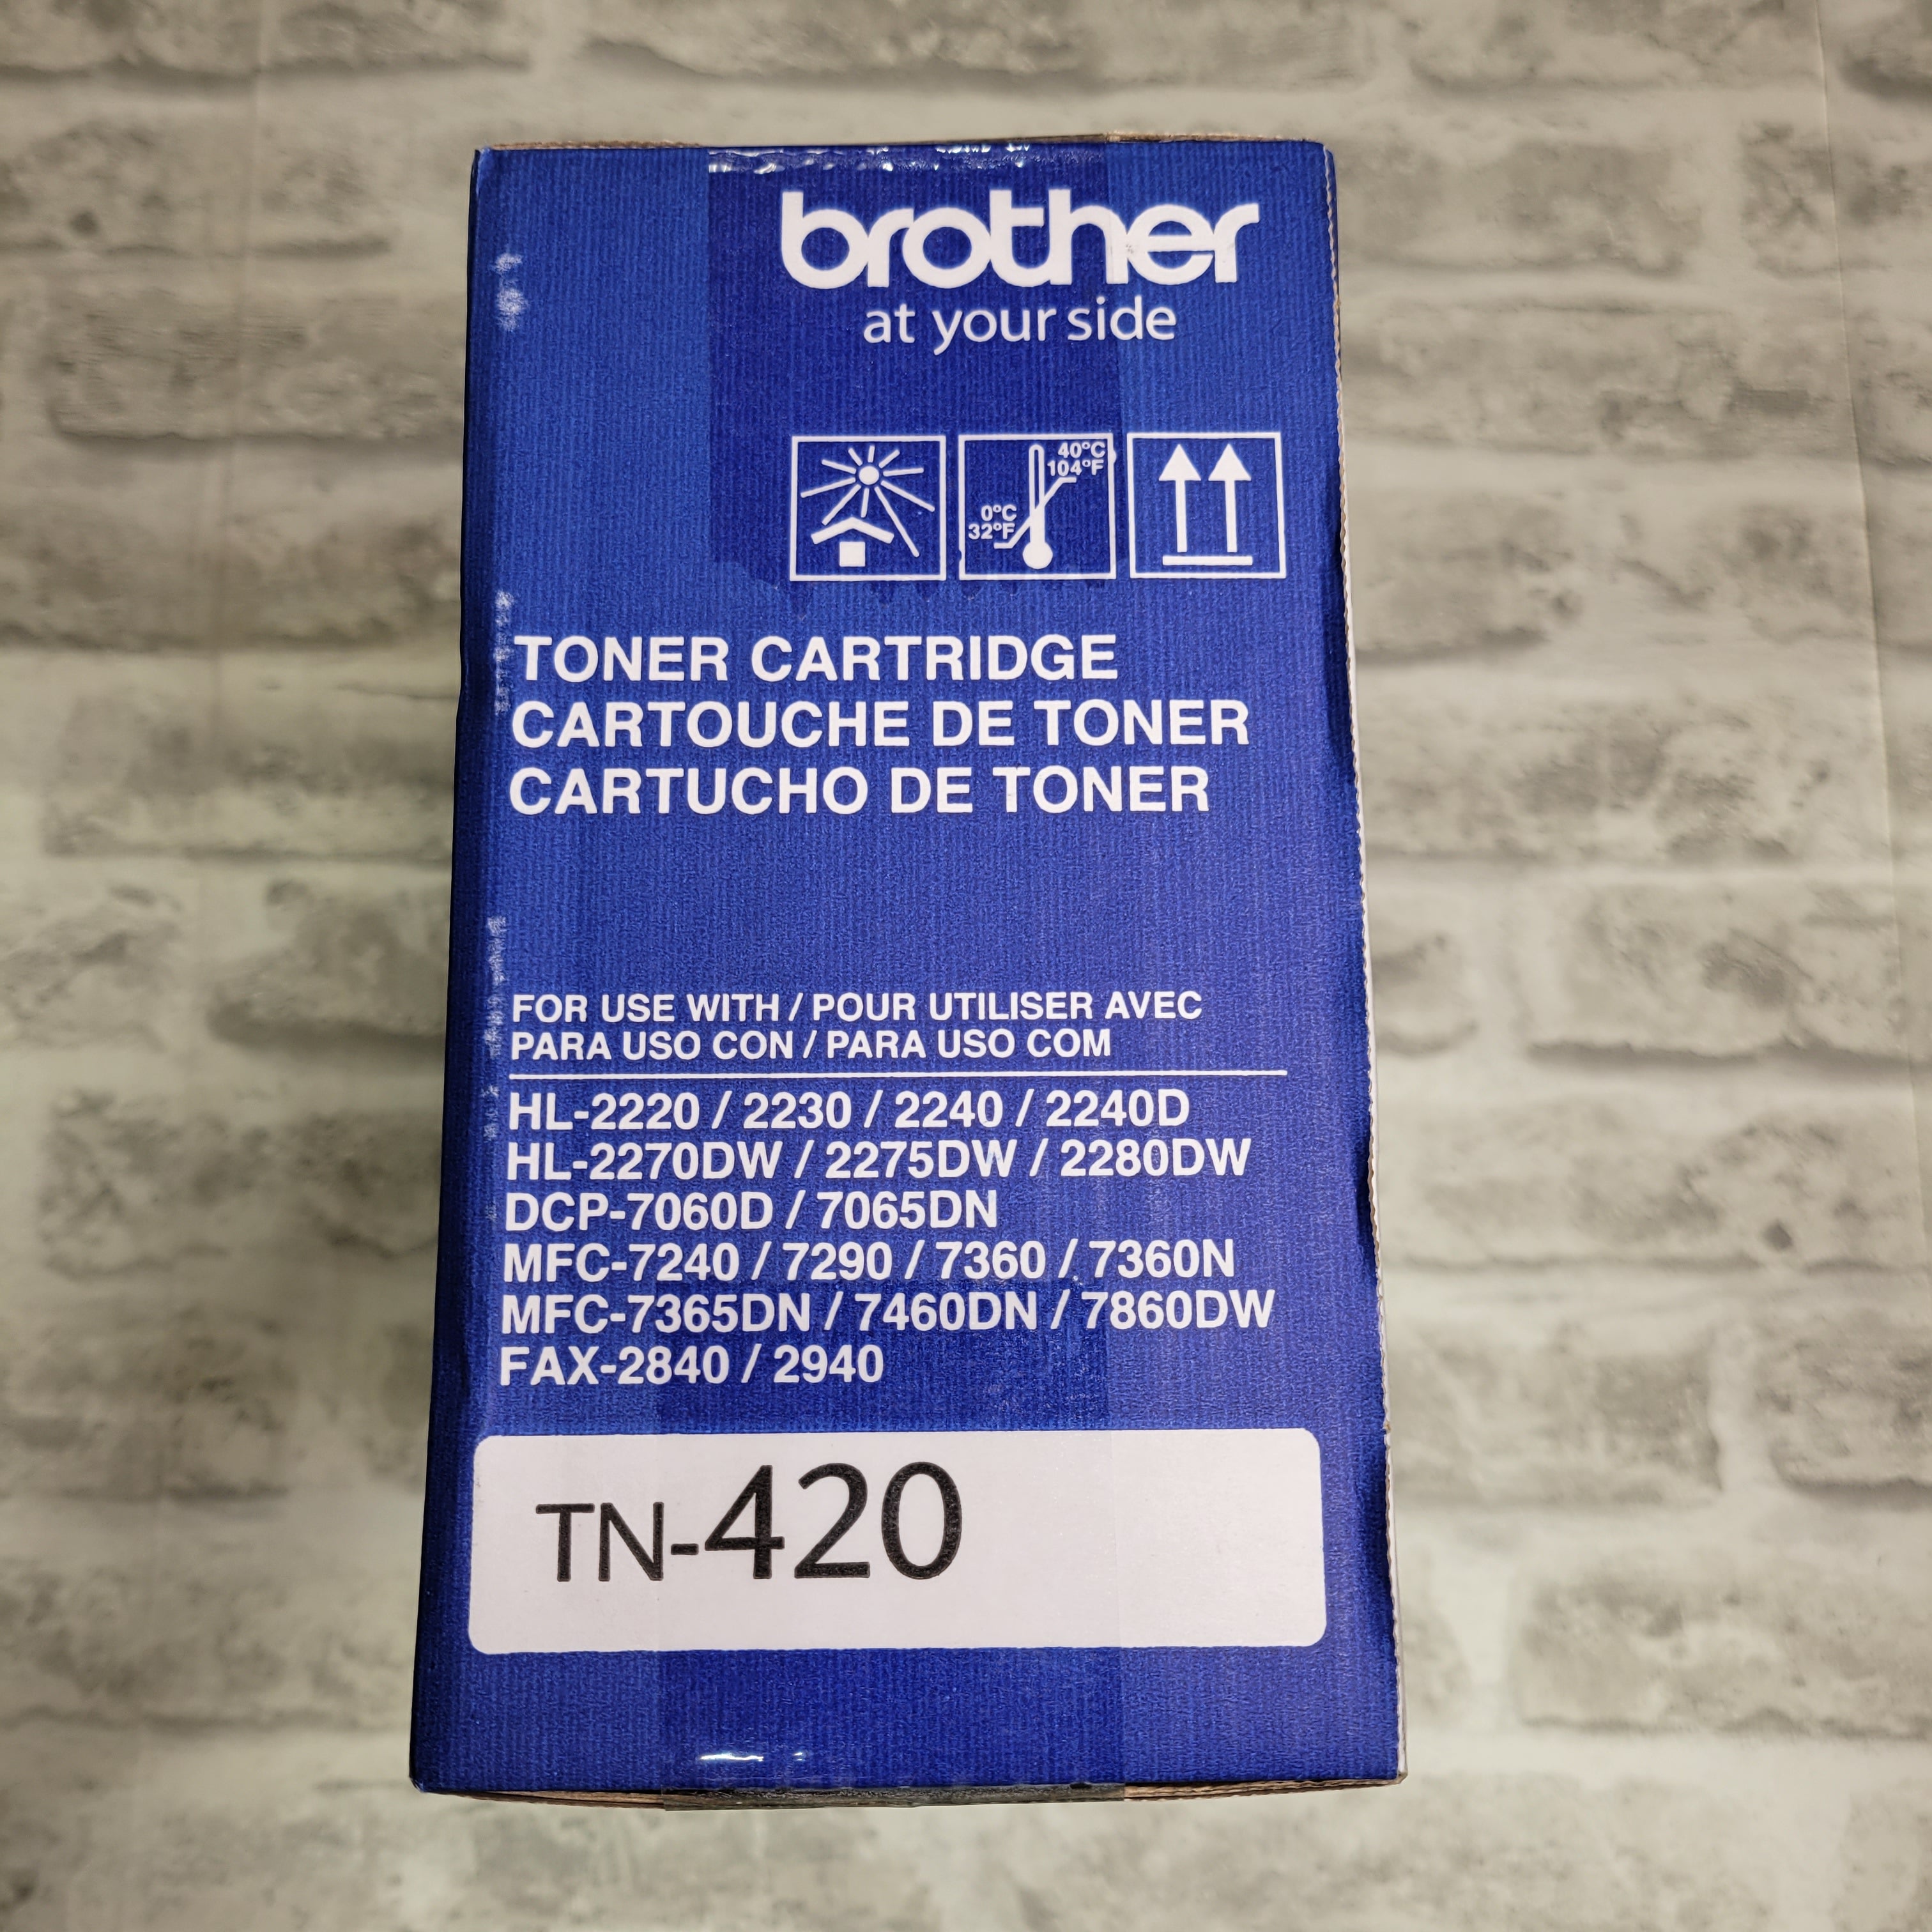 brother
at your side
40°C
104°F
0°C
32°F
TONER CARTRIDGE
CARTOUCHE DE TONER
CARTUCHO DE TONER
FOR USE WITH / POUR UTILISER AVEC
PARA USO CON / PARA USO COM
HL-2220 / 2230 / 2240 / 2240D
HL-2270DW / 2275DW / 2280DW
DCP-7060D / 7065DN
MFC-7240 / 7290 / 7360 / 7360N
MFC-7365DN / 7460DN / 7860DW
FAX-2840 / 2940
TN-420